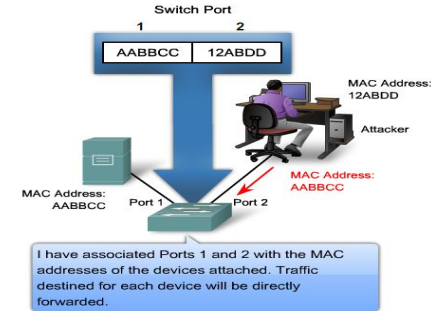 Switch Port
1 2
AABBCC 12ABDD
MAC Address:
12ABDD
Attacker
MAC Address:
AABBCC
MAC Address:
AABBCC
Port 1
Port 2
I have associated Ports 1 and 2 with the MAC
addresses of the devices attached. Traffic
destined for each device will be directly
forwarded.